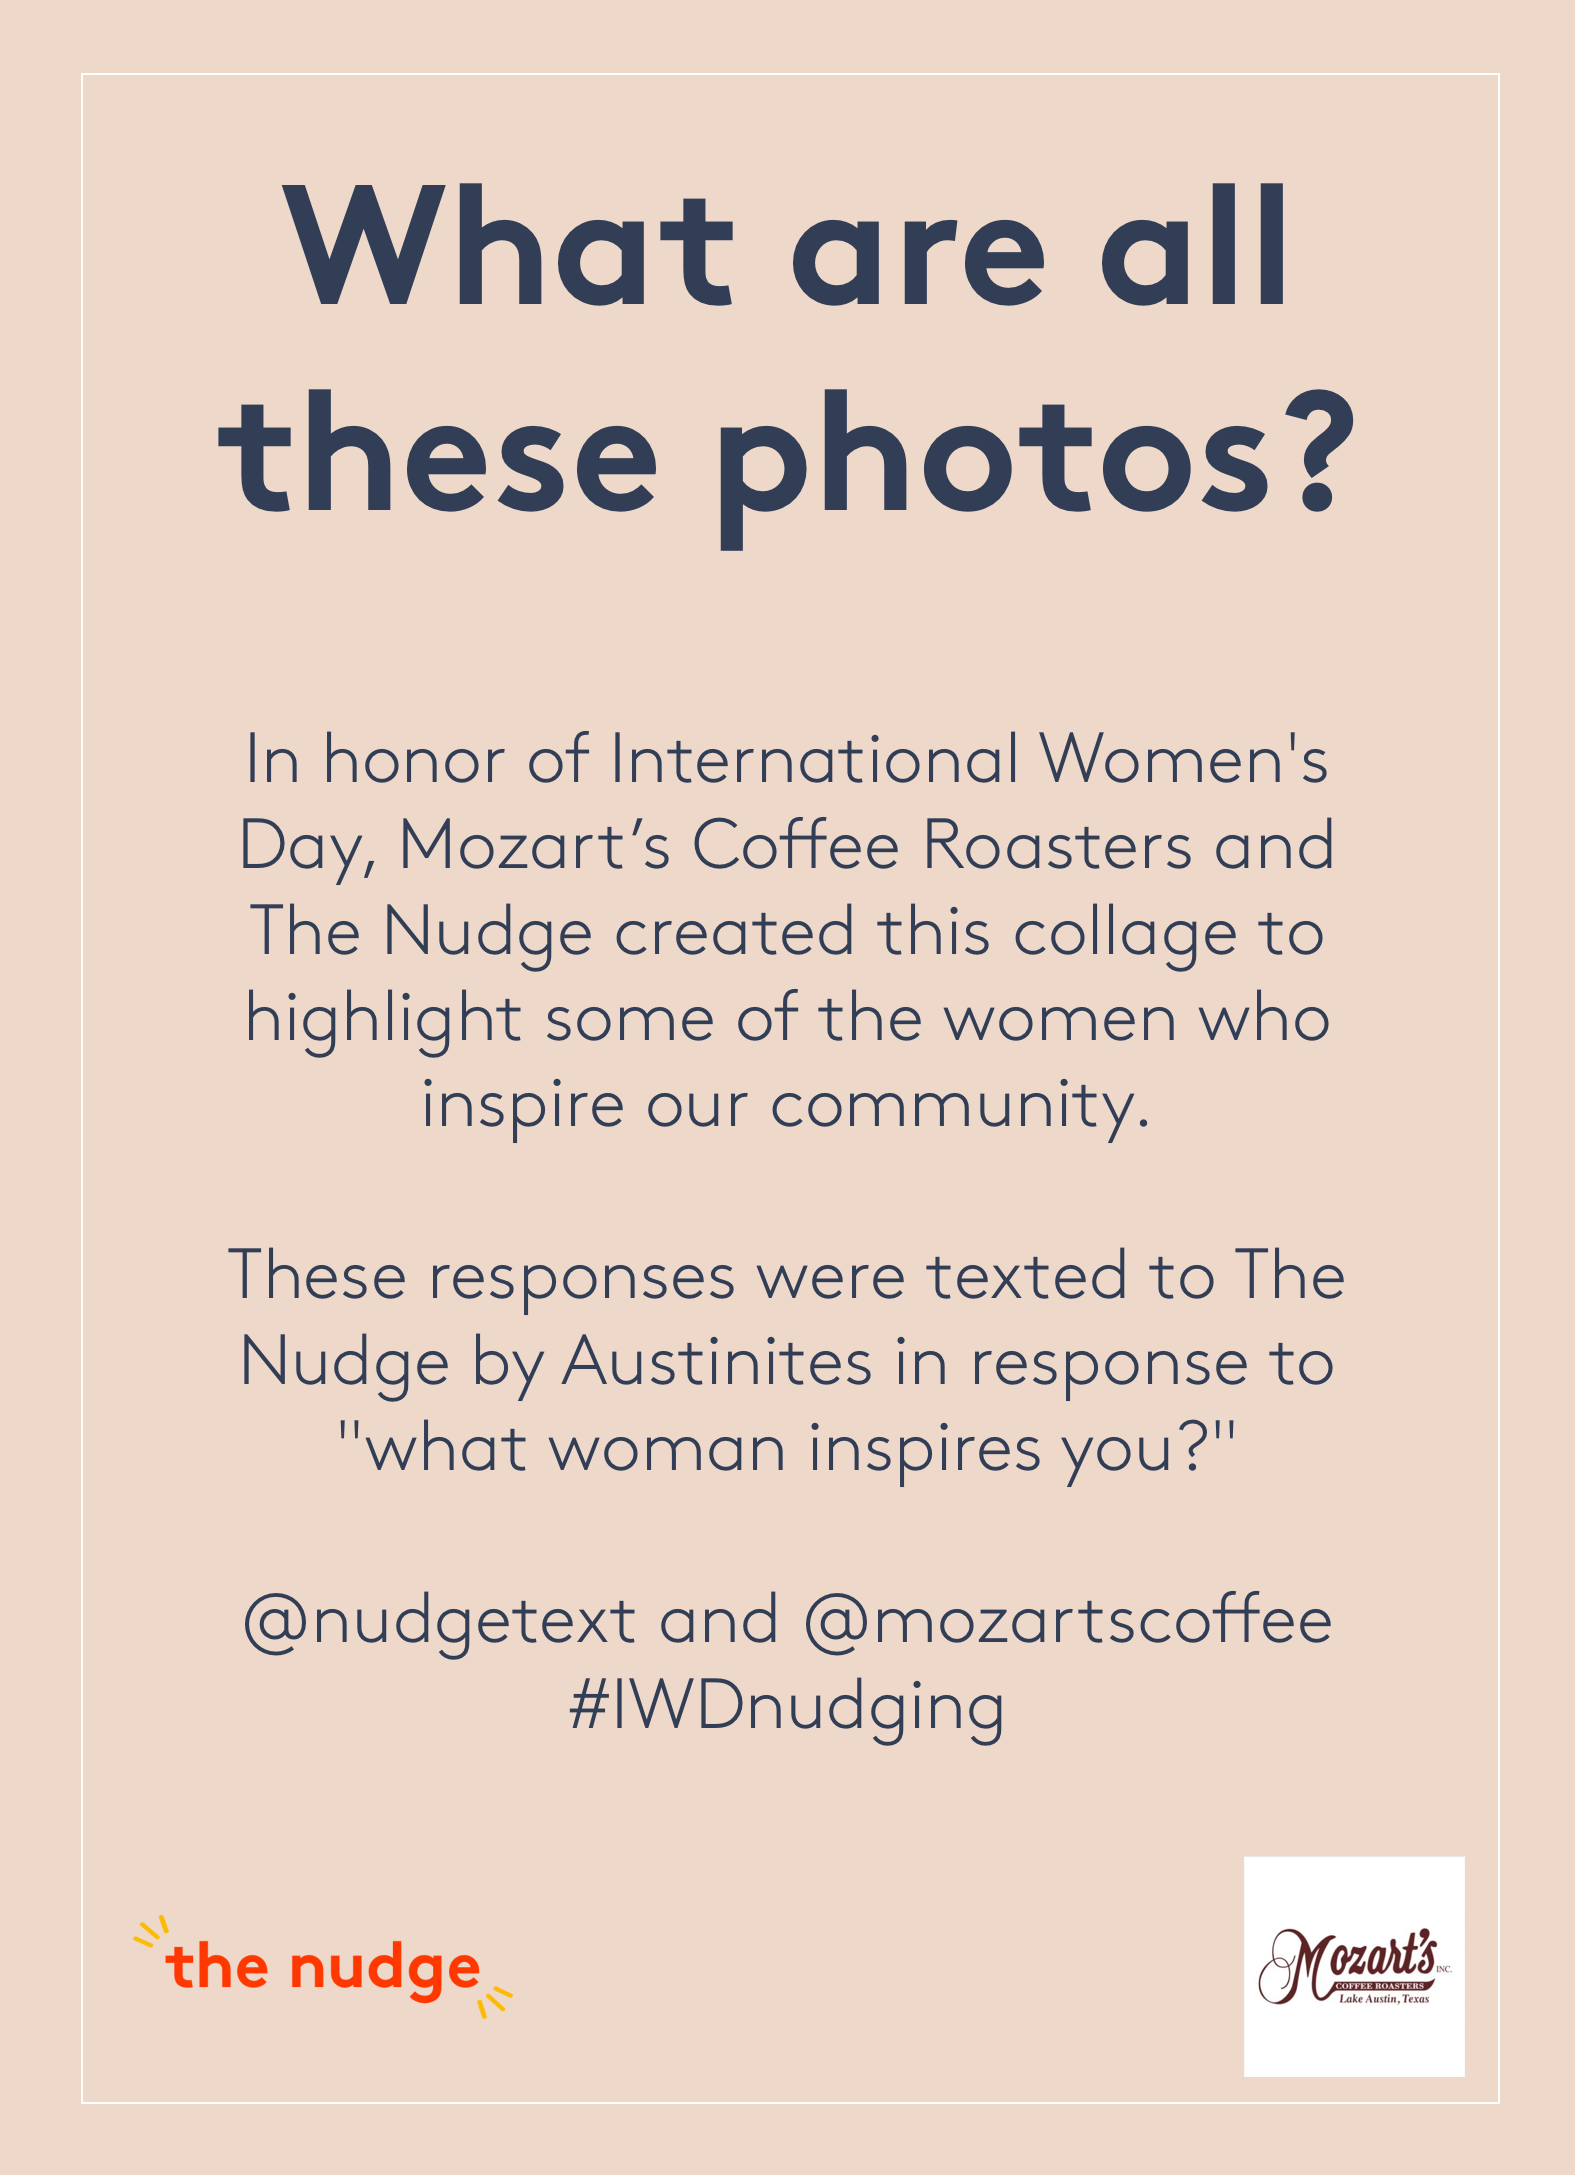 What are all
these photos?
In honor of International Women's
Day, Mozart’s Coffee Roasters and
The Nudge created this collage to
highlight some of the women who
inspire our community.
These responses were texted to The
Nudge by Austinites in response to
"what woman inspires you?"
@nudgetext and @mozartscoffee
#IWDnudging
the nudge
Mozart's INC.
COFFEE ROASTERS
Lake Austin, Texas